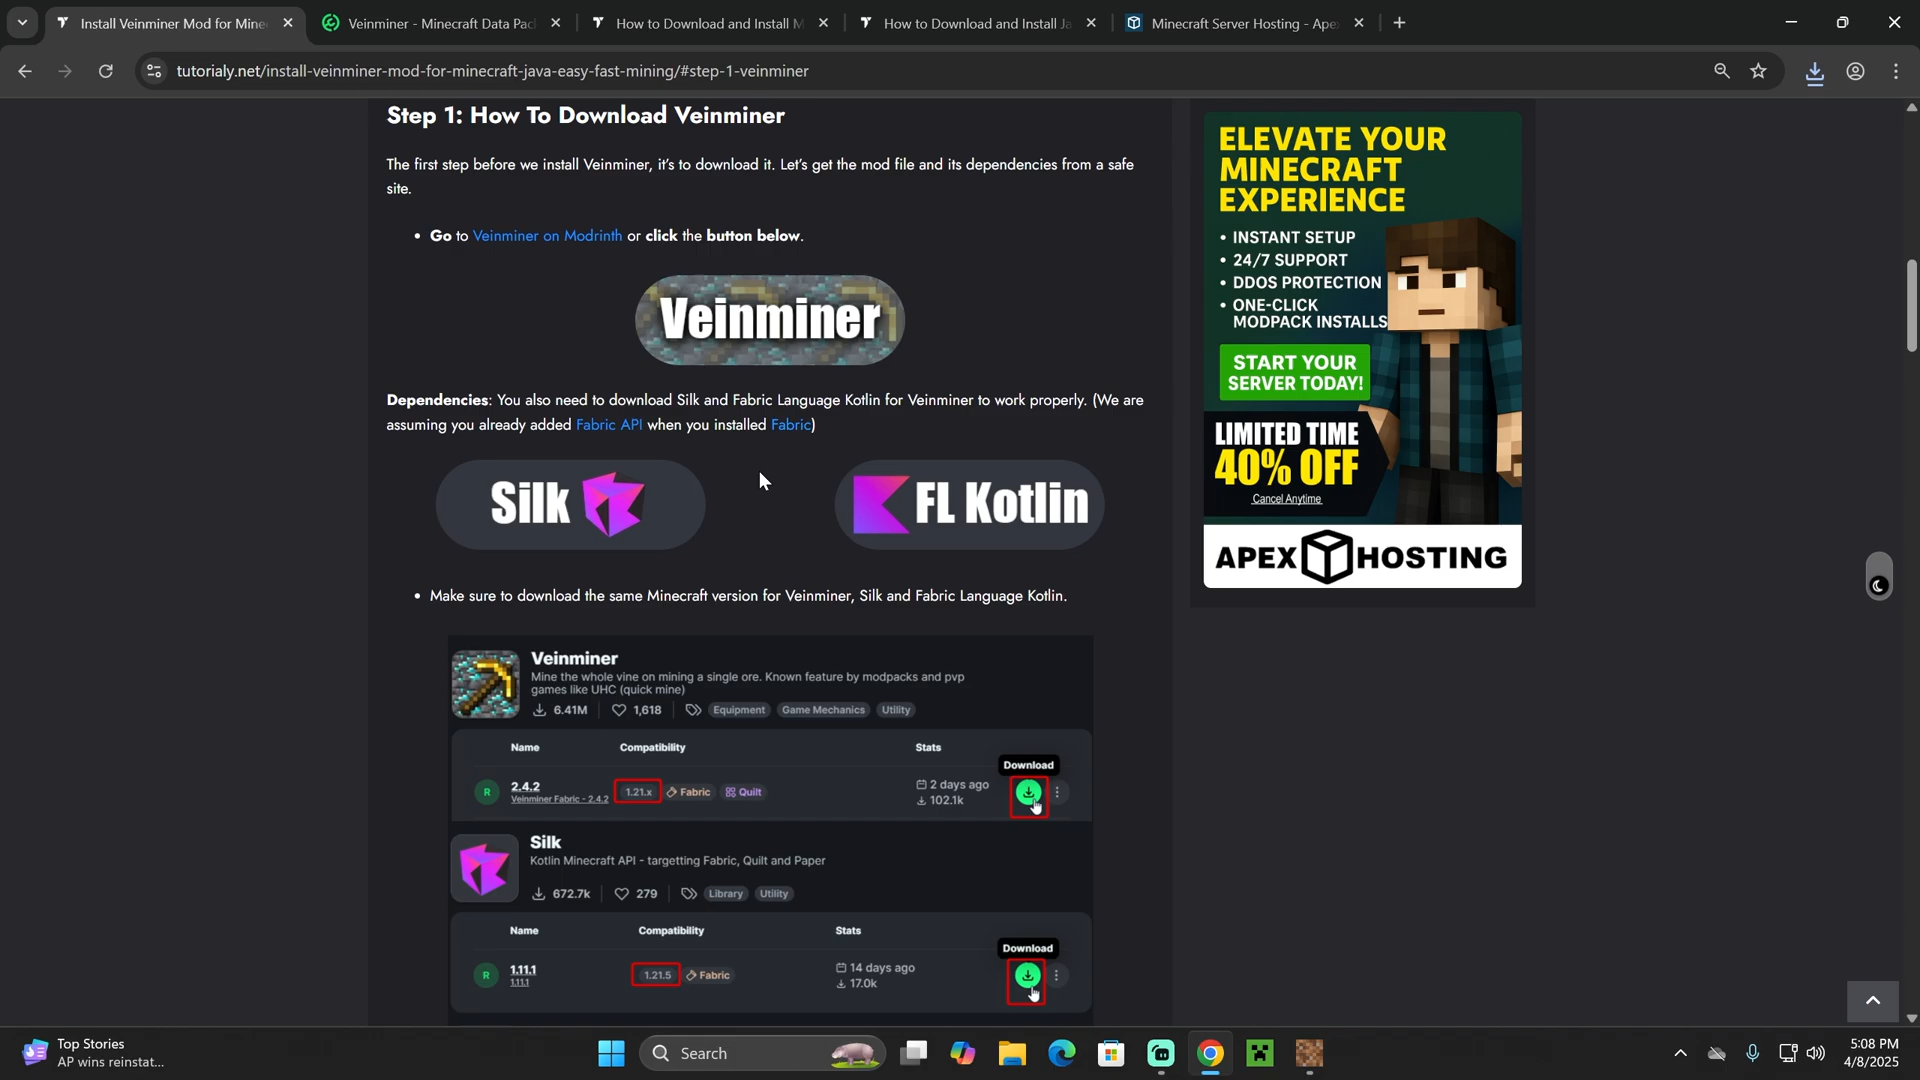 Install Veinminer Mod for Mine
Veinminer - Minecraft Data Pac
How to Download and Install M
How to Download and Install Ja
Minecraft Server Hosting - Ape
tutorialy.net/install-veinminer-mod-for-minecraft-java-easy-fast-mining/#step-1-veinminer
Step 1: How To Download Veinminer
The first step before we install Veinminer, it's to download it. Let's get the mod file and its dependencies from a safe
site.
• Go to Veinminer on Modrinth or click the button below.
Veinminer
Dependencies: You also need to download Silk and Fabric Language Kotlin for Veinminer to work properly. (We are
assuming you already added Fabric API when you installed Fabric)
Silk
FL Kotlin
• Make sure to download the same Minecraft version for Veinminer, Silk and Fabric Language Kotlin.
Veinminer
Mine the whole vine on mining a single ore. Known feature by modpacks and pvp
games like UHC (quick mine)
6.41M 1,618 Equipment Game Mechanics Utility
Name Compatibility Stats
Download
R 2.4.2 1.21.x Fabric Quilt 2 days ago
Veinminer Fabric - 2.4.2 102.1k
Silk
Kotlin Minecraft API - targetting Fabric, Quilt and Paper
672.7k 279 Library Utility
Name Compatibility Stats
Download
R 1.11.1 1.21.5 Fabric 14 days ago
1.11.1 17.0k
ELEVATE YOUR
MINECRAFT
EXPERIENCE
• INSTANT SETUP
• 24/7 SUPPORT
• DDOS PROTECTION
• ONE-CLICK
MODPACK INSTALLS
START YOUR
SERVER TODAY!
LIMITED TIME
40% OFF
Cancel Anytime
APEX HOSTING
Top Stories
AP wins reinstat...
Search
5:08 PM
4/8/2025